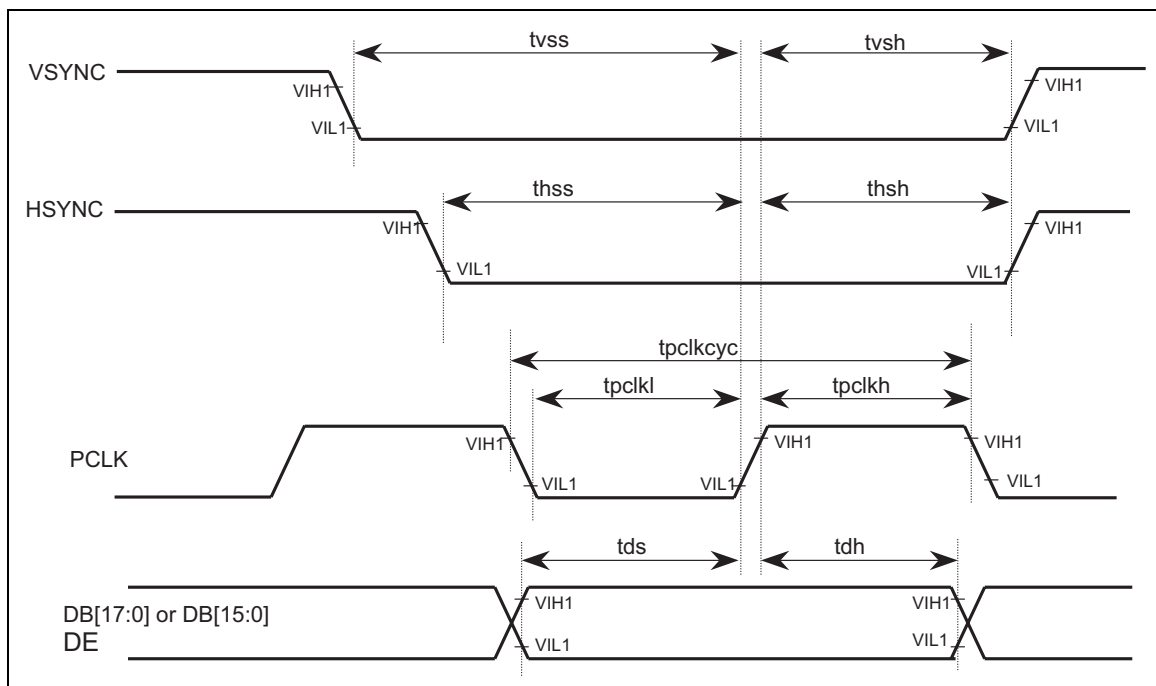 tvss tvsh
VSYNC VIH1 VIH1
VIL1 VIL1
thss thsh
HSYNC VIH1 VIH1
VIL1 VIL1
tpclkcyc
tpclkl tpclkh
PCLK VIH1 VIH1 VIH1
VIL1 VIL1 VIL1
tds tdh
DB[17:0] or DB[15:0] VIH1 VIH1
DE VIL1 VIL1